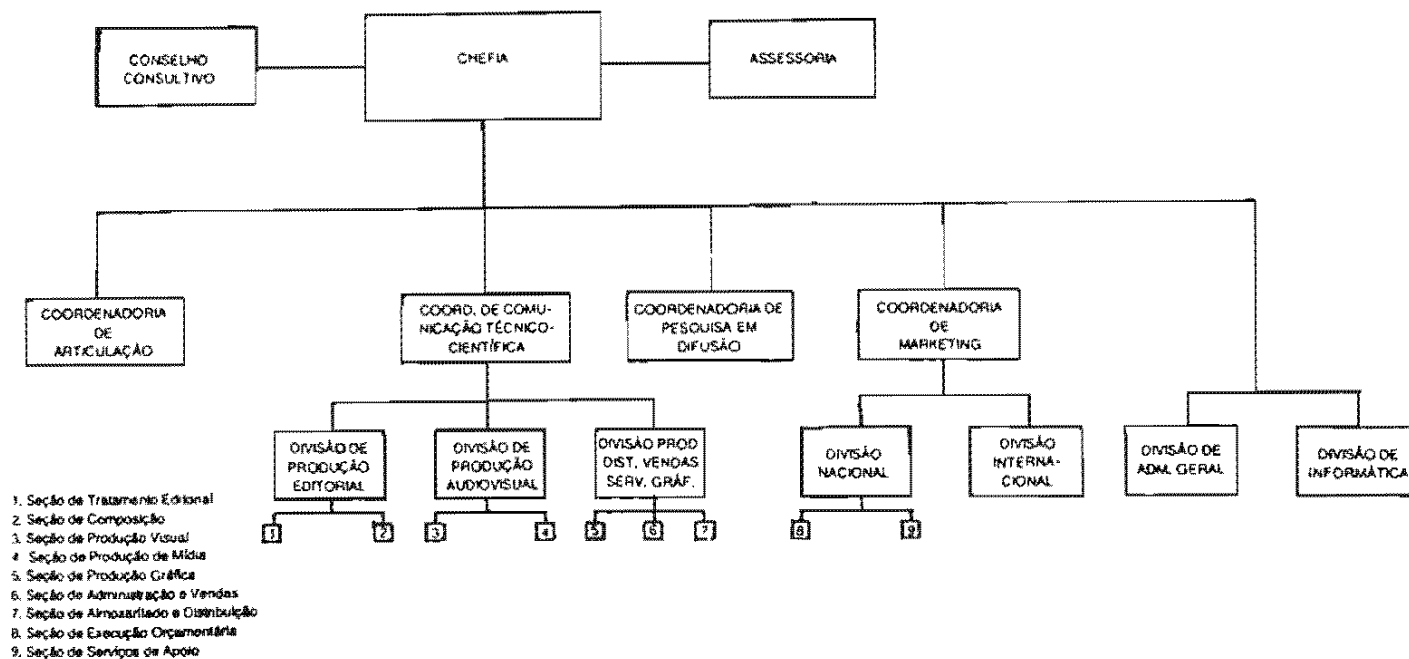 CONSELHO
CONSULTIVO
CHEFIA
ASSESSORIA
COORDENADORIA
DE
ARTICULAÇÃO
COORD. DE COMU-
NICAÇÃO TÉCNICO-
CIENTÍFICA
COORDENADORIA DE
PESQUISA EM
DIFUSÃO
COORDENADORIA
DE
MARKETING
DIVISÃO DE
PRODUÇÃO
EDITORIAL
DIVISÃO DE
PRODUÇÃO
AUDIOVISUAL
DIVISÃO PROD
DIST. VENDAS
SERV. GRÁF.
DIVISÃO
NACIONAL
DIVISÃO
INTERNA-
CIONAL
DIVISÃO DE
ADM. GERAL
DIVISÃO DE
INFORMÁTICA
1 2 3 4 5 6 7 8 9
1. Seção de Tratamento Editorial
2. Seção de Composição
3. Seção de Produção Visual
4 Seção de Produção de Mídia
5. Seção de Produção Gráfica
6. Seção de Administração e Vendas
7. Seção de Almoxarifado e Distribuição
8. Seção de Execução Orçamentária
9. Seção de Serviços de Apoio